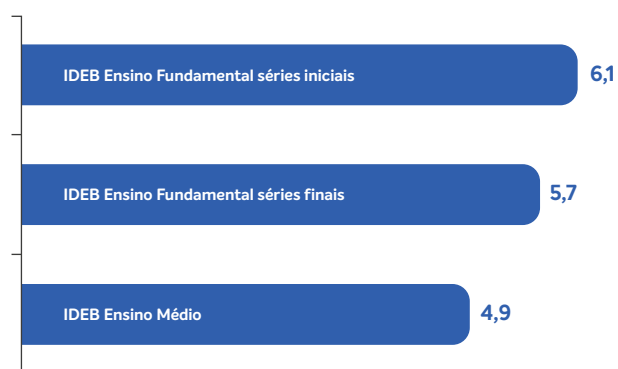 IDEB Ensino Fundamental séries iniciais 6,1
IDEB Ensino Fundamental séries finais 5,7
IDEB Ensino Médio 4,9